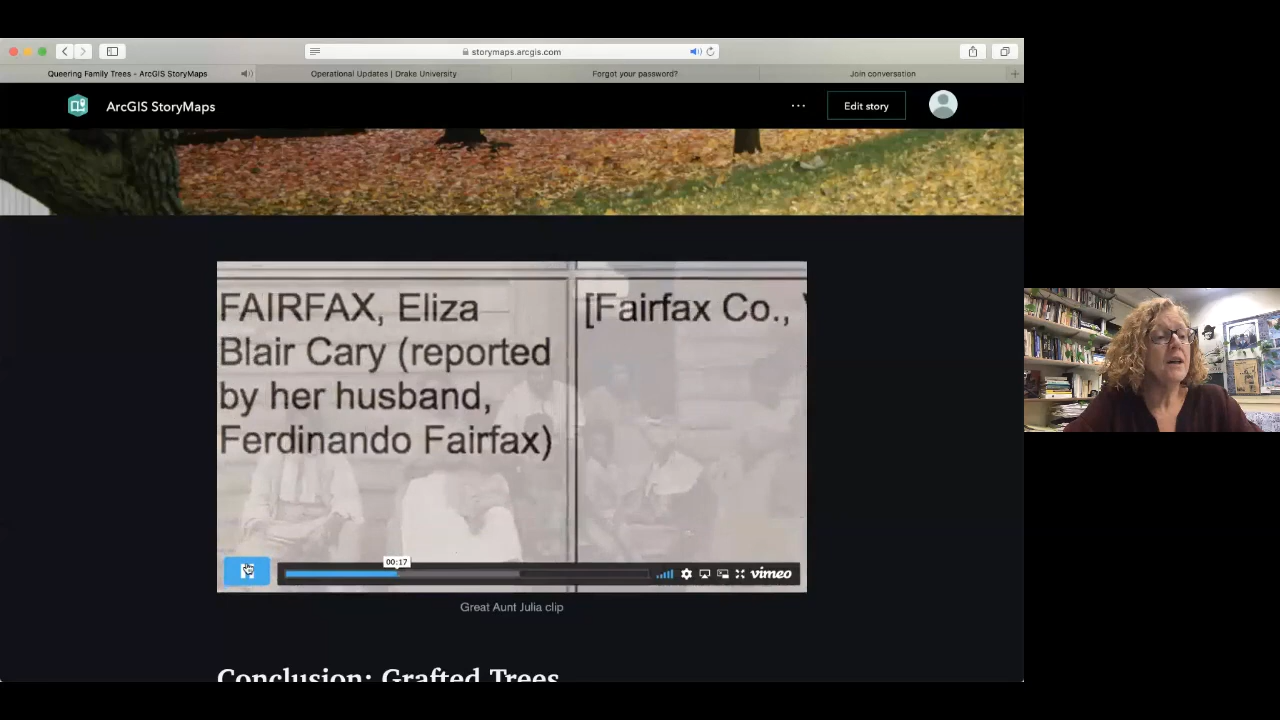 storymaps.arcgis.com
Queering Family Trees - ArcGIS StoryMaps
Operational Updates | Drake University
Forgot your password?
Join conversation
ArcGIS StoryMaps
Edit story
FAIRFAX, Eliza
Blair Cary (reported
by her husband,
Ferdinando Fairfax)
[Fairfax Co.,
00:17
vimeo
Great Aunt Julia clip
Conclusion: Grafted Trees